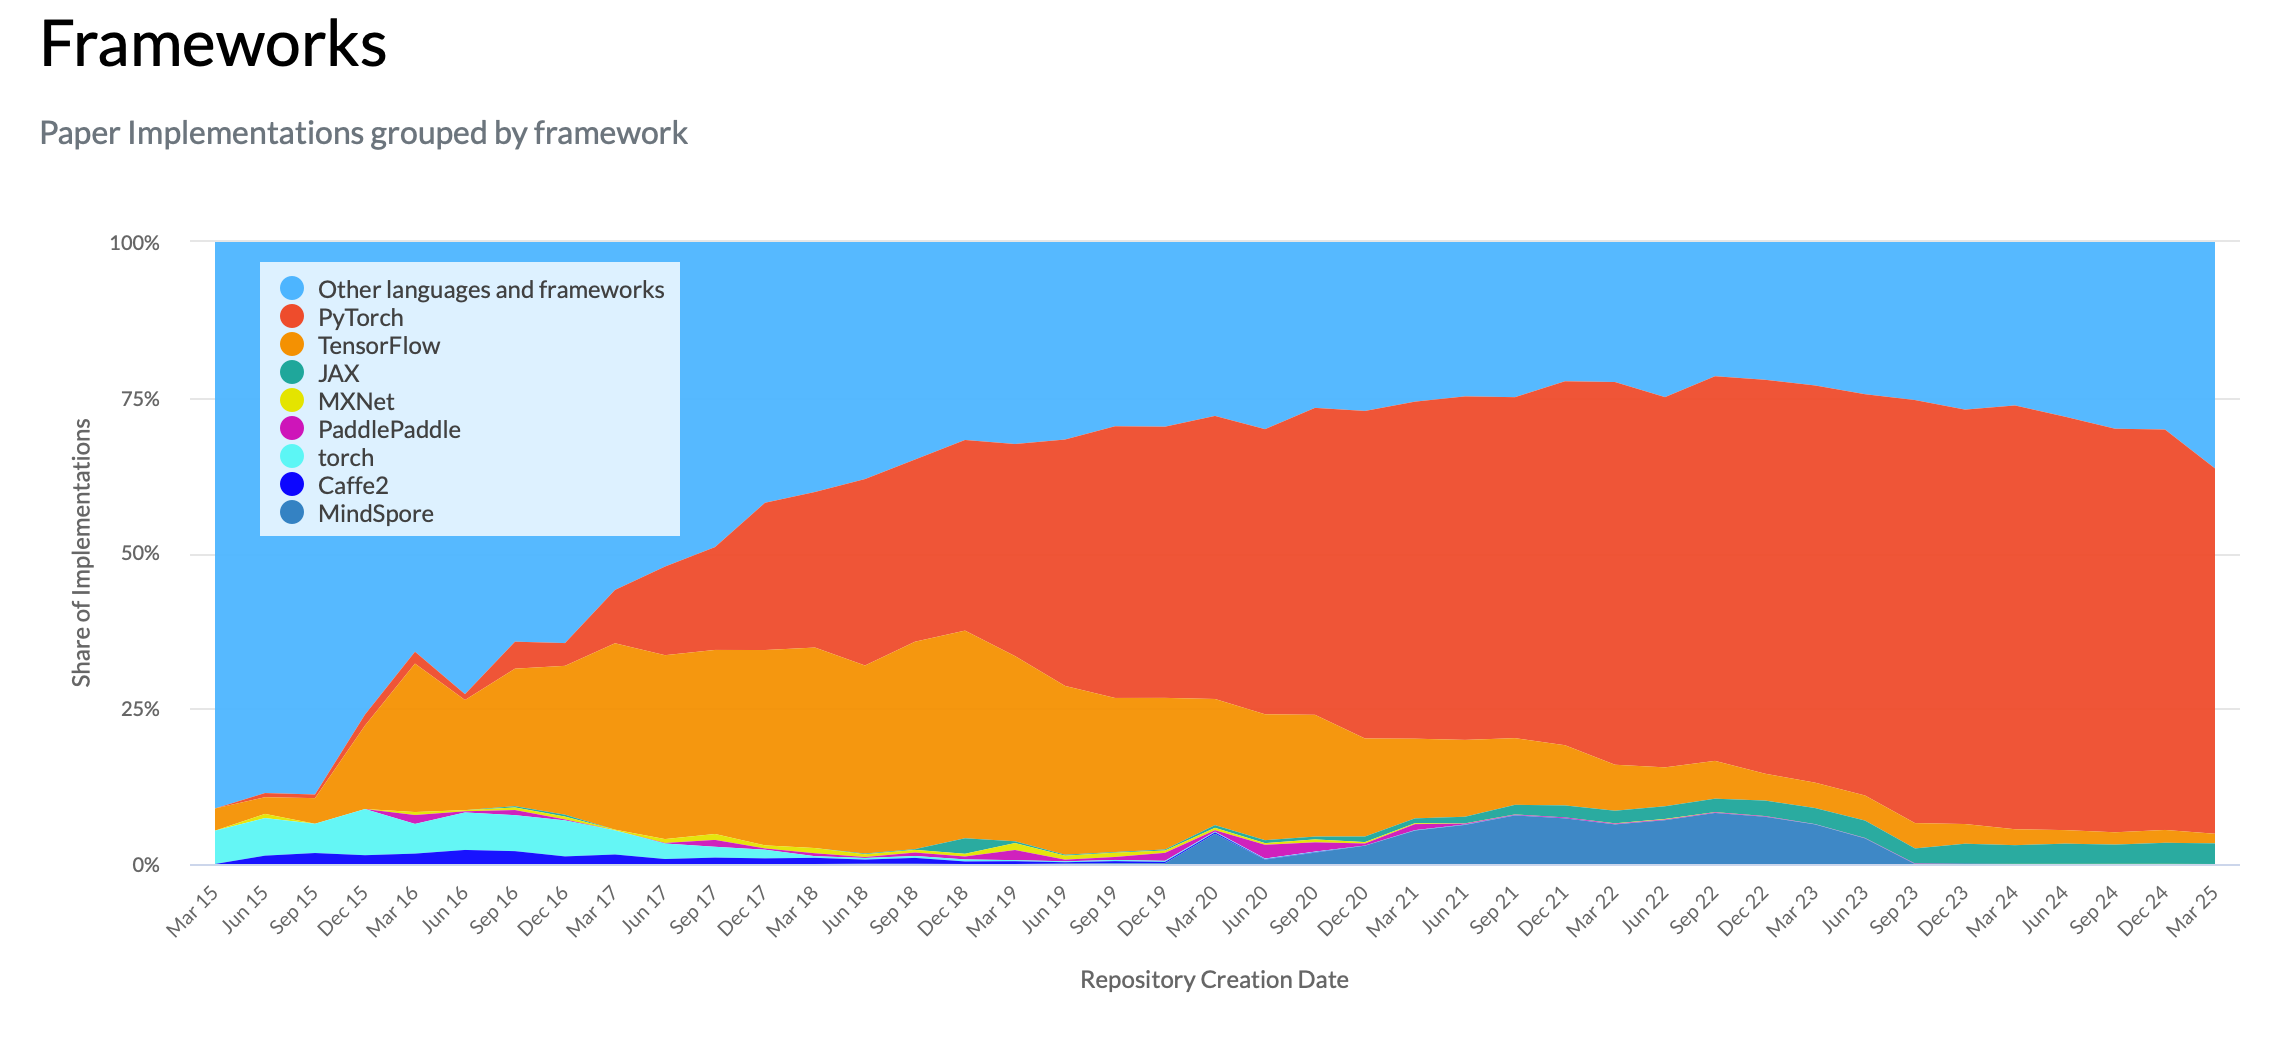 Frameworks
Paper Implementations grouped by framework
100%
75%
50%
25%
0%
Share of Implementations
Other languages and frameworks
PyTorch
TensorFlow
JAX
MXNet
PaddlePaddle
torch
Caffe2
MindSpore
Mar 15
Jun 15
Sep 15
Dec 15
Mar 16
Jun 16
Sep 16
Dec 16
Mar 17
Jun 17
Sep 17
Dec 17
Mar 18
Jun 18
Sep 18
Dec 18
Mar 19
Jun 19
Sep 19
Dec 19
Mar 20
Jun 20
Sep 20
Dec 20
Mar 21
Jun 21
Sep 21
Dec 21
Mar 22
Jun 22
Sep 22
Dec 22
Mar 23
Jun 23
Sep 23
Dec 23
Mar 24
Jun 24
Sep 24
Dec 24
Mar 25
Repository Creation Date